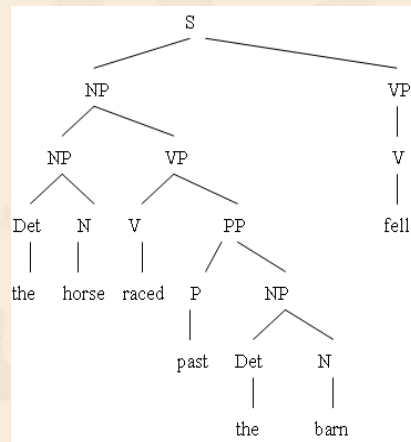 S
NP VP
NP VP V
Det N V PP fell
the horse raced P NP
past Det N
the barn